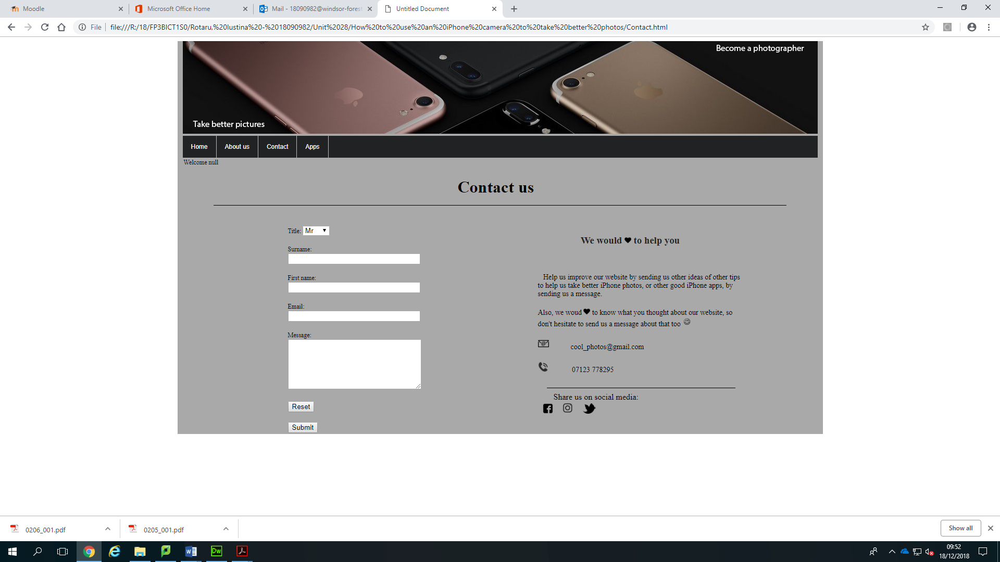 Moodle
Microsoft Office Home
Mail - 18090982@windsor-forest
Untitled Document
File
file:///R:/18/FP3BICT1S0/Rotaru,%20Iustina%20-%2018090982/Unit%2028/How%20to%20use%20an%20iPhone%20camera%20to%20take%20better%20photos/Contact.html
Become a photographer
Take better pictures
Home About us Contact Apps
Welcome null
Contact us
Title: Mr
Surname:
First name:
Email:
Message:
Reset
Submit
We would ♥ to help you
Help us improve our website by sending us other ideas of other tips
to help us take better iPhone photos, or other good iPhone apps, by
sending us a message.
Also, we woud ♥ to know what you thought about our website, so
don't hesitate to send us a message about that too ☺
cool_photos@gmail.com
07123 778295
Share us on social media:
0206_001.pdf
0205_001.pdf
Show all
Dw
09:52
18/12/2018